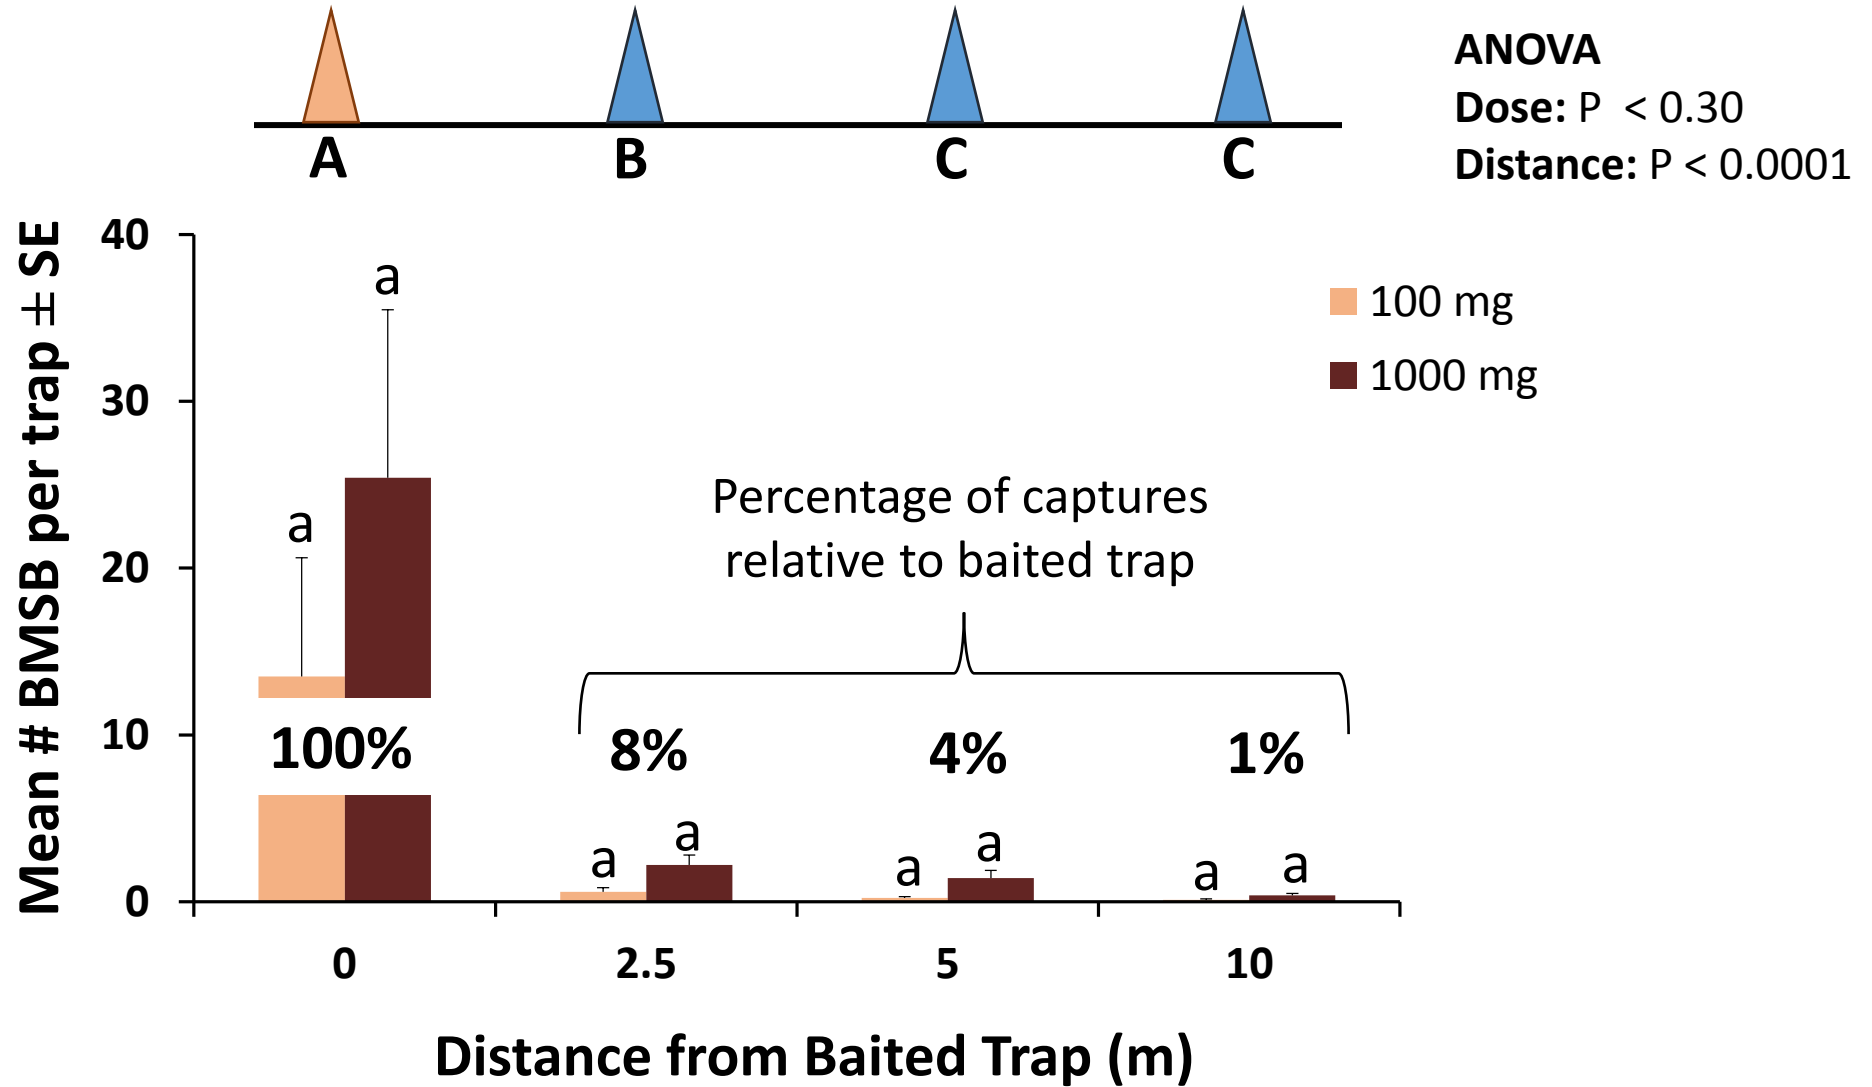 ANOVA
Dose: P < 0.30
Distance: P < 0.0001
A B C C
Mean # BMSB per trap ± SE
40
30
20
10
0
a a
a a
a a
a a
100 mg
1000 mg
Percentage of captures
relative to baited trap
100% 8% 4% 1%
0 2.5 5 10
Distance from Baited Trap (m)